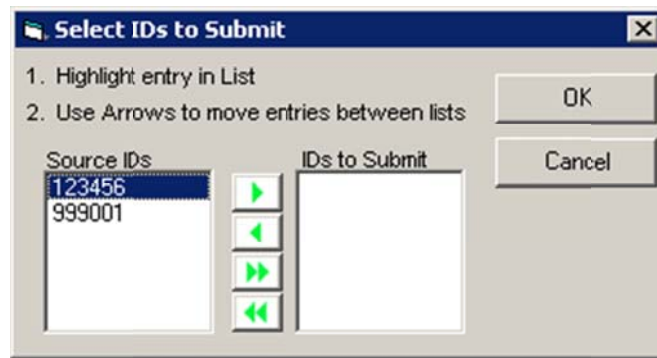 Select IDs to Submit
1. Highlight entry in List
2. Use Arrows to move entries between lists
OK
Cancel
Source IDs
123456
999001
IDs to Submit